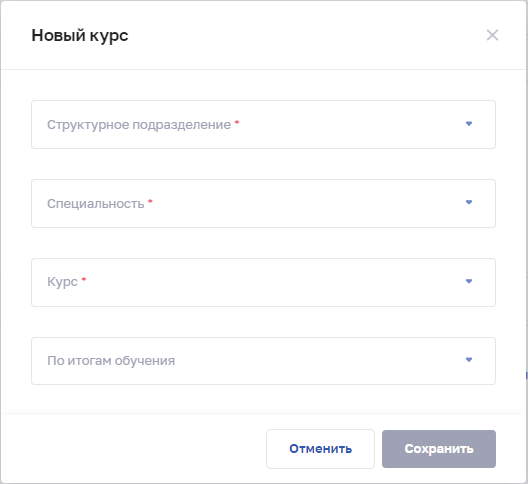 Новый курс
Структурное подразделение *
Специальность *
Курс *
По итогам обучения
Отменить
Сохранить